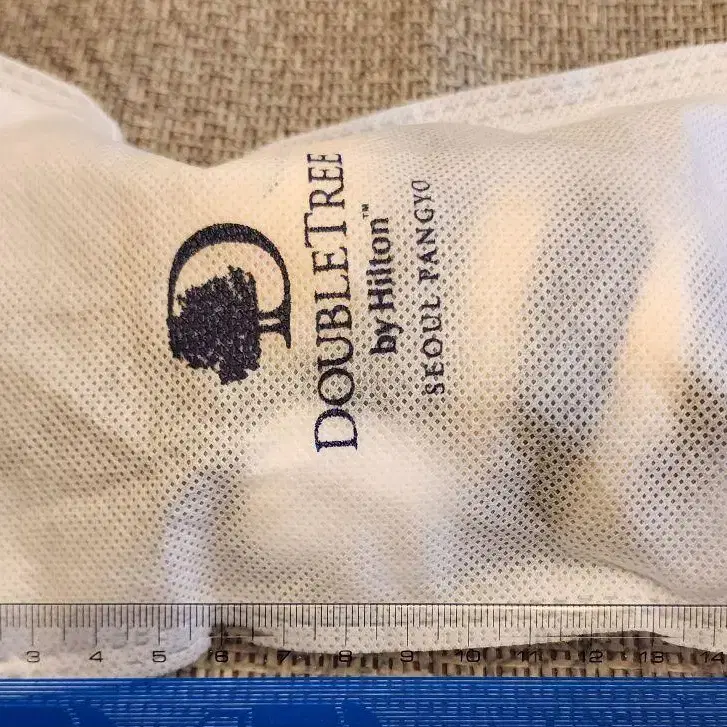 DOUBLETREE
by Hilton™
SEOUL PANGYO
3 4 5 6 7 8 9 10 11 12 13 14